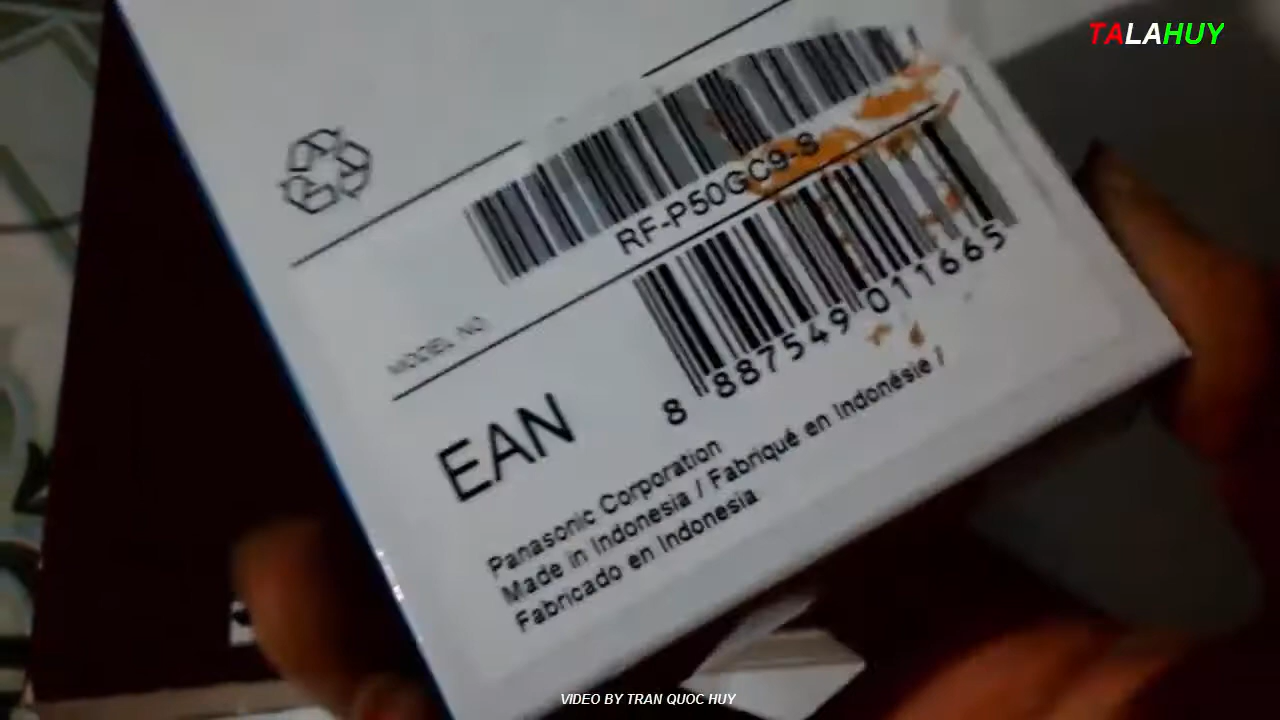 TALAHUY
RF-P50GC9-S
MODEL NO.
EAN
8 887549 011665
Panasonic Corporation
Made in Indonesia / Fabriqué en Indonésie /
Fabricado en Indonesia
VIDEO BY TRAN QUOC HUY